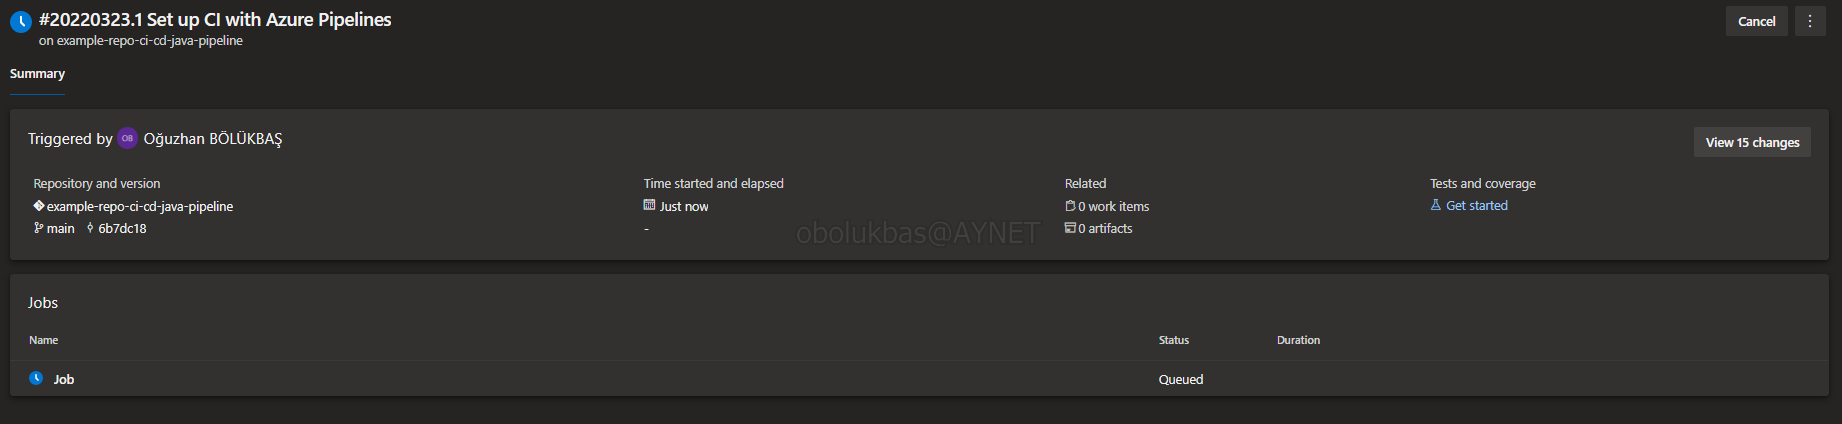 #20220323.1 Set up CI with Azure Pipelines
Cancel
on example-repo-ci-cd-java-pipeline
Summary
Triggered by OB Oğuzhan BÖLÜKBAŞ
View 15 changes
Repository and version
Time started and elapsed
Related
Tests and coverage
example-repo-ci-cd-java-pipeline
Just now
0 work items
Get started
main 6b7dc18
-
0 artifacts
obolukbas@AYNET
Jobs
Name Status Duration
Job Queued